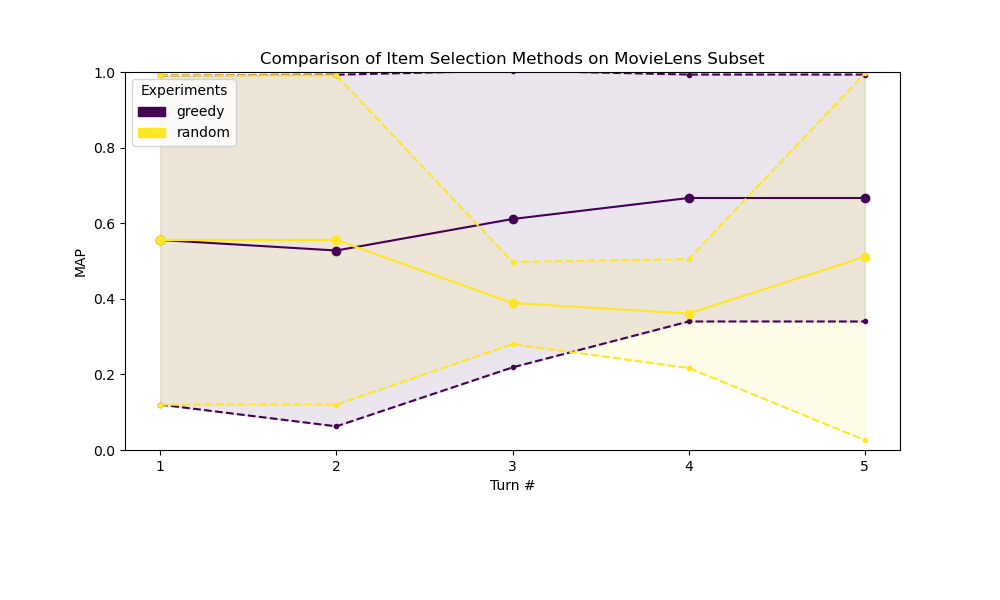 Comparison of Item Selection Methods on MovieLens Subset
1.0
0.8
0.6
0.4
0.2
0.0
MAP
Experiments
greedy
random
1 2 3 4 5
Turn #